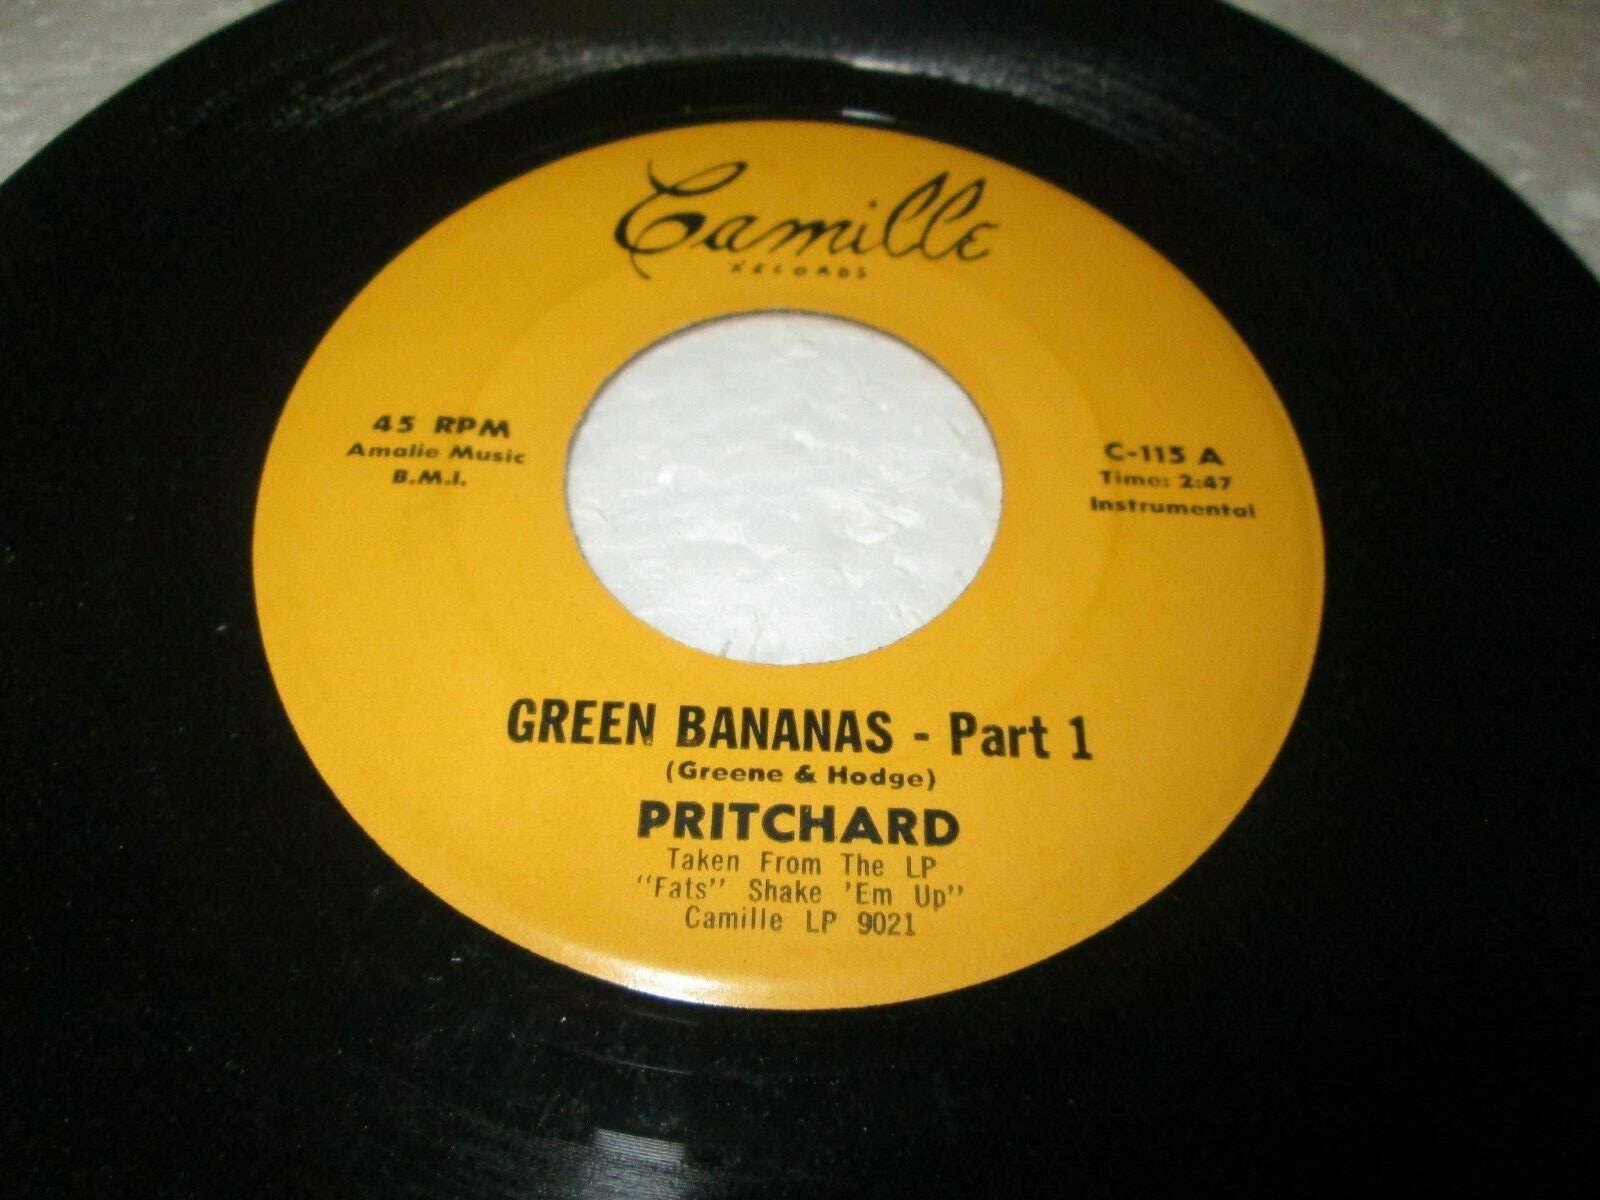 Camille
RECORDS
45 RPM
Amalie Music
B.M.I.
C-115 A
Time: 2:47
Instrumental
GREEN BANANAS - Part 1
(Greene & Hodge)
PRITCHARD
Taken From The LP
"Fats" Shake 'Em Up"
Camille LP 9021